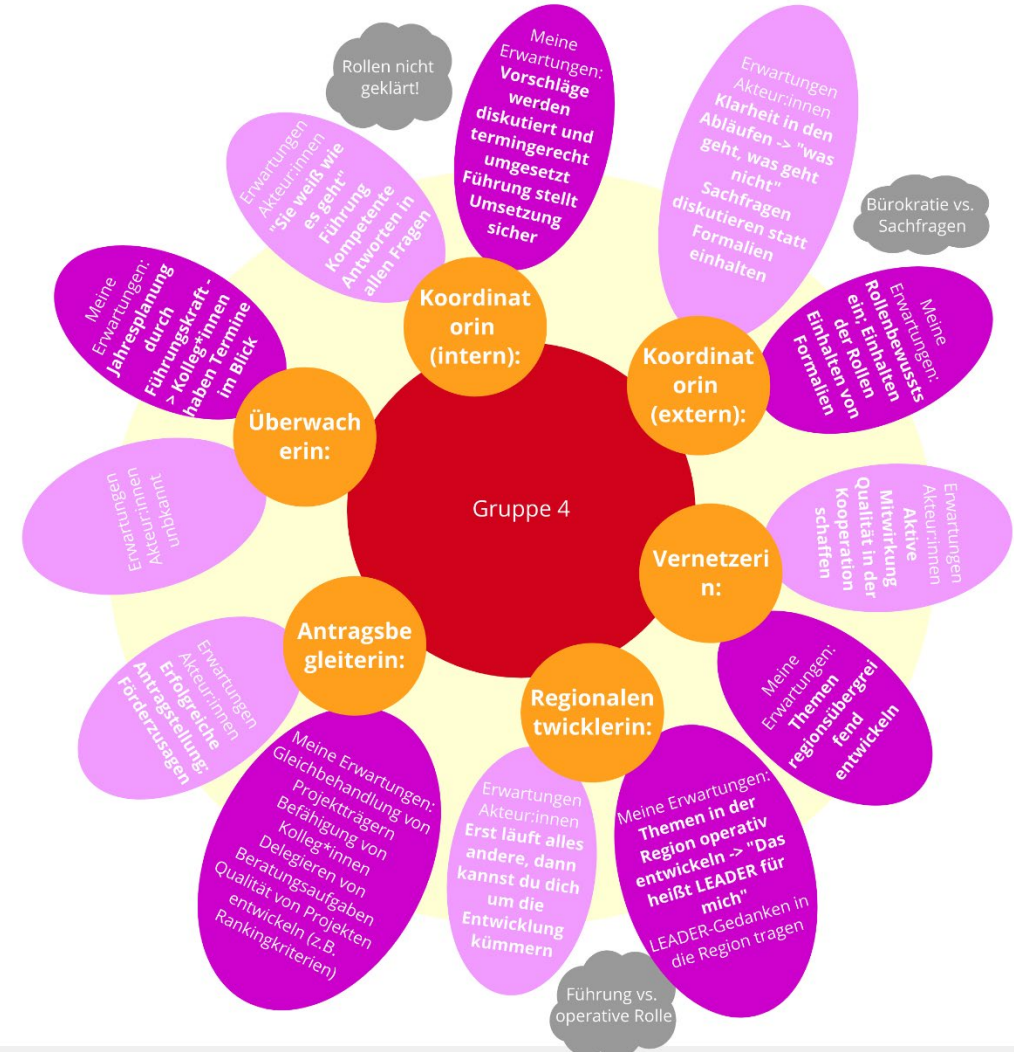 Rollen nicht
geklärt!
Meine
Erwartungen:
Vorschläge
werden
diskutiert und
termingerecht
umgesetzt
Führung stellt
Umsetzung
sicher
Erwartungen
Akteur:innen
Klarheit in den
Abläufen -> "was
geht, was geht
nicht"
Sachfragen
diskutieren statt
Formalien
einhalten
Erwartungen
Akteur:innen
"Sie weiß wie
es geht"
Führung
Kompetente
Antworten in
allen Fragen
Bürokratie vs.
Sachfragen
Meine
Erwartungen:
Rollenbewussts
ein: Einhalten
der Rollen
Einhalten von
Formalien
Meine
Erwartungen:
Jahresplanung
durch
Führungskraft -
> Kolleg*innen
haben Termine
im Blick
Koordinat
orin
(intern):
Koordinat
orin
(extern):
Überwach
erin:
Gruppe 4
Erwartungen
Akteur:innen
unbkannt
Erwartungen
Akteur:innen
Aktive
Mitwirkung
Qualität in der
Kooperation
schaffen
Vernetzeri
n:
Antragsbe
gleiterin:
Regionalen
twicklerin:
Erwartungen
Akteur:innen
Erfolgreiche
Antragstellung;
Förderzusagen
Meine
Erwartungen:
Themen
regionsübergrei
fend
entwickeln
Meine Erwartungen:
Gleichbehandlung von
Projektträgern
Befähigung von
Kolleg*innen
Delegieren von
Beratungsaufgaben
Qualität von Projekten
entwickeln (z.B.
Rankingkriterien)
Erwartungen
Akteur:innen
Erst läuft alles
andere, dann
kannst du dich
um die
Entwicklung
kümmern
Meine Erwartungen:
Themen in der
Region operativ
entwickeln -> "Das
heißt LEADER für
mich"
LEADER-Gedanken in
die Region tragen
Führung vs.
operative Rolle